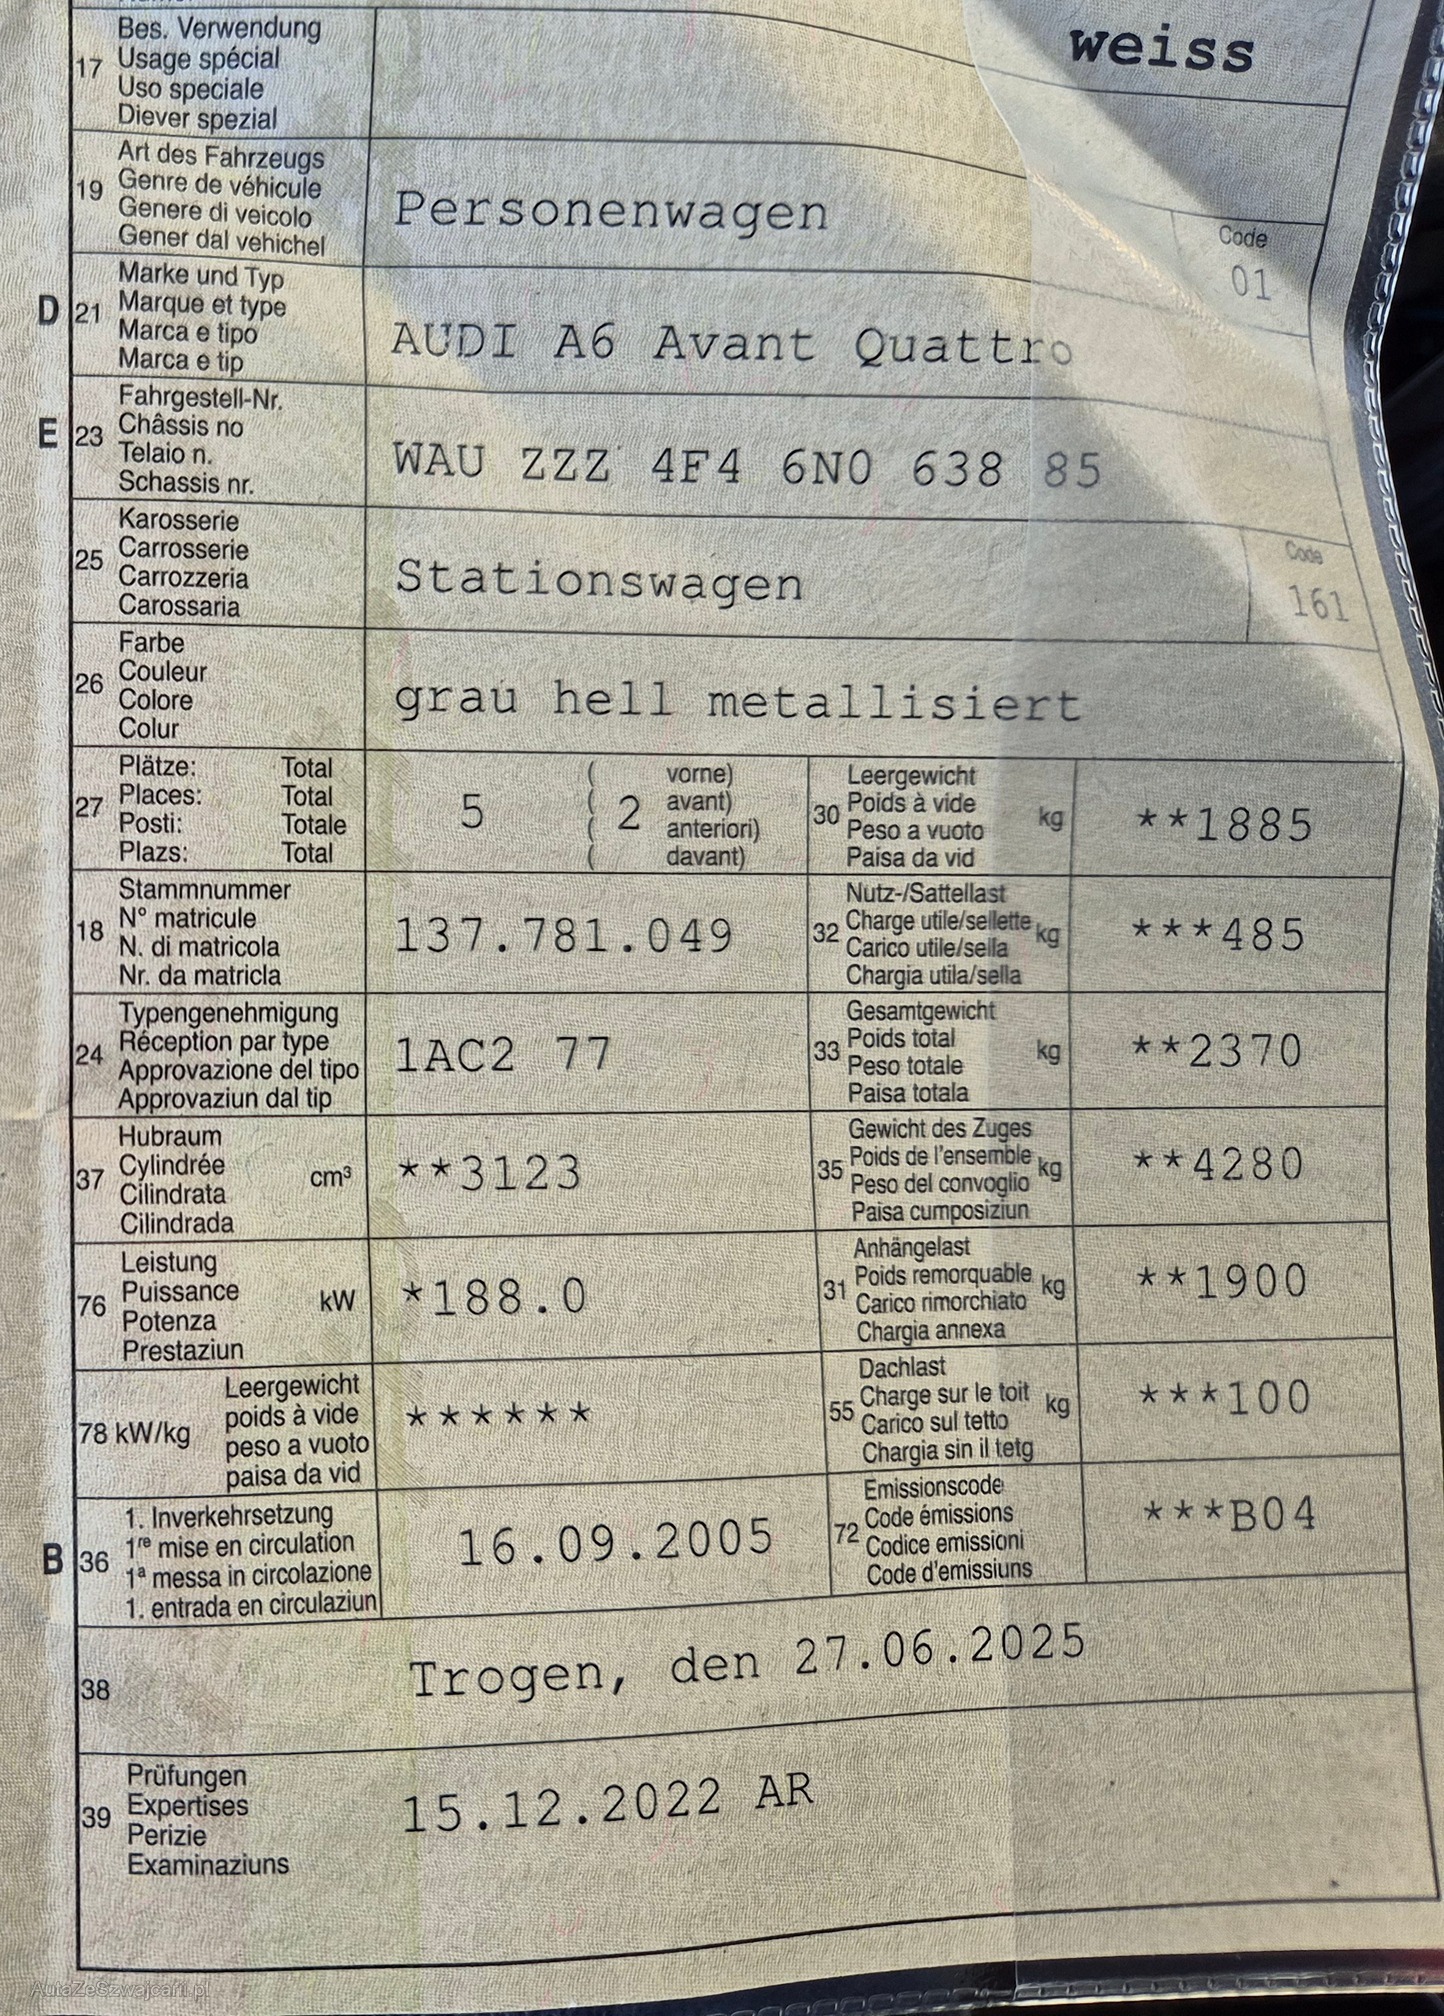 weiss
17 Bes. Verwendung
Usage spécial
Uso speciale
Diever spezial
19 Art des Fahrzeugs
Genre de véhicule
Genere di veicolo
Gener dal vehichel
Personenwagen
Code
01
D 21 Marke und Typ
Marque et type
Marca e tipo
Marca e tip
AUDI A6 Avant Quattro
E 23 Fahrgestell-Nr.
Châssis no
Telaio n.
Schassis nr.
WAU ZZZ 4F4 6N0 638 85
25 Karosserie
Carrosserie
Carrozzeria
Carossaria
Stationswagen
Code
161
26 Farbe
Couleur
Colore
Colur
grau hell metallisiert
27 Plätze: Total
Places: Total
Posti: Totale
Plazs: Total
5 ( 2 vorne)
( avant)
( anteriori)
( davant)
30 Leergewicht
Poids à vide
Peso a vuoto
Paisa da vid
kg **1885
18 Stammnummer
N° matricule
N. di matricola
Nr. da matricla
137.781.049
32 Nutz-/Sattellast
Charge utile/sellette
Carico utile/sella
Chargia utila/sella
kg ***485
24 Typengenehmigung
Réception par type
Approvazione del tipo
Approvaziun dal tip
1AC2 77
33 Gesamtgewicht
Poids total
Peso totale
Paisa totala
kg **2370
37 Hubraum
Cylindrée
Cilindrata
Cilindrada
cm³ **3123
35 Gewicht des Zuges
Poids de l'ensemble
Peso del convoglio
Paisa cumposiziun
kg **4280
76 Leistung
Puissance
Potenza
Prestaziun
kW *188.0
31 Anhängelast
Poids remorquable
Carico rimorchiato
Chargia annexa
kg **1900
78 kW/kg Leergewicht
poids à vide
peso a vuoto
paisa da vid
******
55 Dachlast
Charge sur le toit
Carico sul tetto
Chargia sin il tetg
kg ***100
B 36 1. Inverkehrsetzung
1re mise en circulation
1a messa in circolazione
1. entrada en circulaziun
16.09.2005
72 Emissionscode
Code émissions
Codice emissioni
Code d'emissiuns
***B04
38 Trogen, den 27.06.2025
39 Prüfungen
Expertises
Perizie
Examinaziuns
15.12.2022 AR
AutaZeSzwajcarii.pl